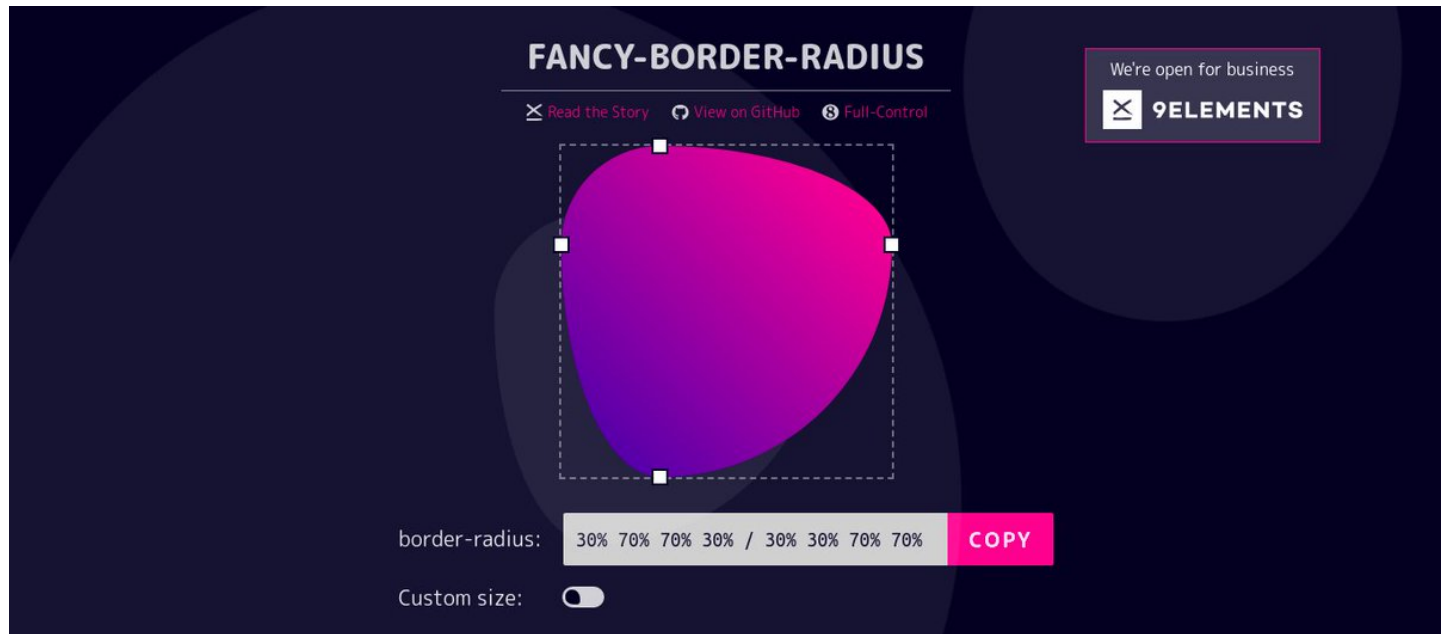 FANCY-BORDER-RADIUS
Read the Story View on GitHub 8 Full-Control
We're open for business
9ELEMENTS
border-radius: 30% 70% 70% 30% / 30% 30% 70% 70% COPY
Custom size: